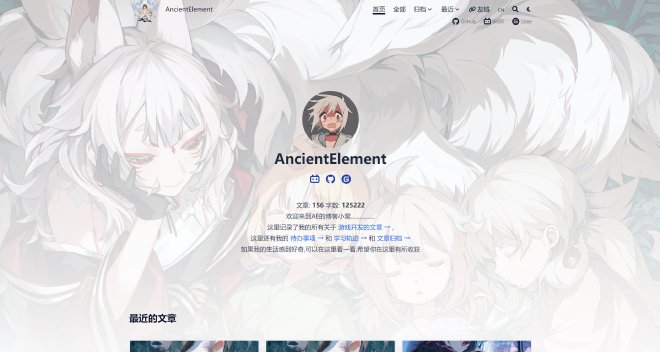 AncientElement
首页 全部 归档 最近 友链 CN
GitHub Gitee
AncientElement
文章: 156 字数: 125222
欢迎来到AE的博客小窝...............
这里记录了我的所有关于 游戏开发的文章 → ,
这里还有我的 待办事项 → 和 学习轨迹 → 和 文章归档 →
如果我的生活感到好奇,可以在这里看一看,希望你在这里有所收获
最近的文章